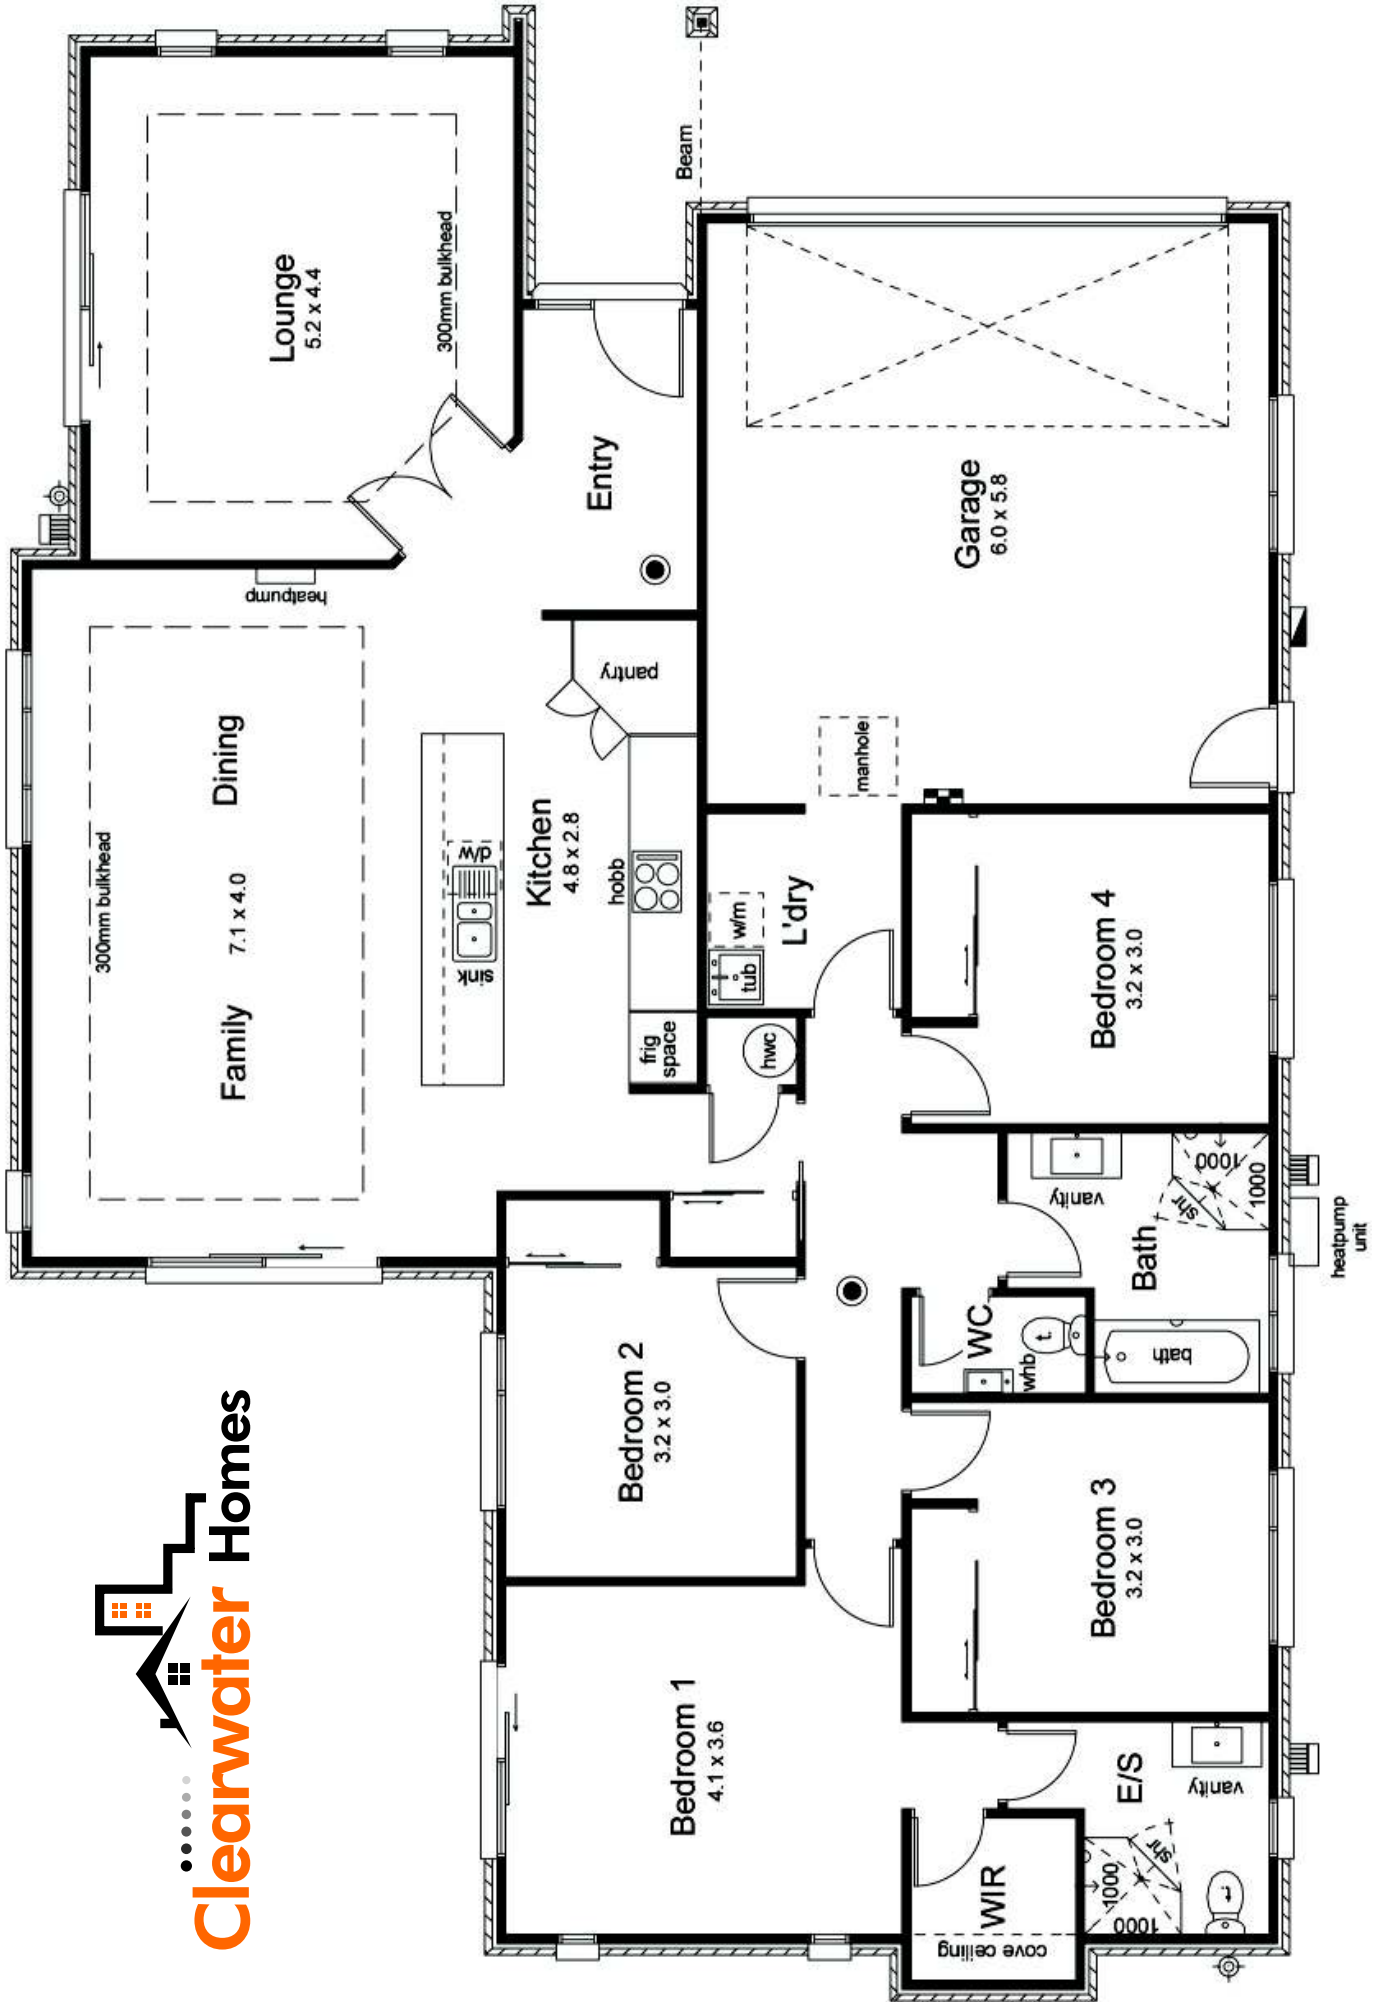 Clearwater Homes
Lounge
5.2 x 4.4
300mm bulkhead
Beam
heatpump
Entry
Garage
6.0 x 5.8
manhole
300mm bulkhead
Dining
Family
7.1 x 4.0
pantry
Kitchen
4.8 x 2.8
d/w
sink
hobb
frig
space
w/m
tub
L'dry
hwc
Bedroom 4
3.2 x 3.0
vanity
1000
1000
shr
Bath
bath
heatpump
unit
WC
whb
t.
Bedroom 2
3.2 x 3.0
Bedroom 3
3.2 x 3.0
Bedroom 1
4.1 x 3.6
WIR
cove ceiling
E/S
vanity
shr
1000
1000
t.